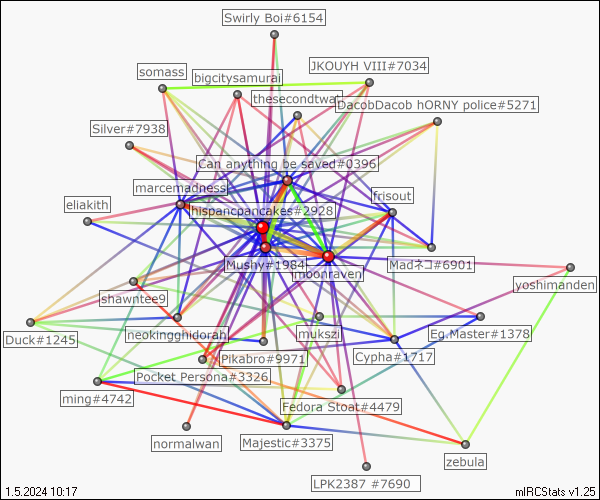 Swirly Boi#6154
somass
JKOUYH VIII#7034
bigcitysamurai
thesecondtwat
DacobDacob hORNY police#5271
Silver#7938
Can anything be saved#0396
marcemadness
frisout
eliakith
hispancpancakes#2928
Mushy#1984
Madネコ#6901
moonraven
yoshimanden
shawntee9
Duck#1245
neokingghidorah
mukszi
Eg.Master#1378
Pikabro#9971
Cypha#1717
Pocket Persona#3326
ming#4742
Fedora Stoat#4479
normalwan
Majestic#3375
zebula
LPK2387 #7690
1.5.2024 10:17
mIRCStats v1.25